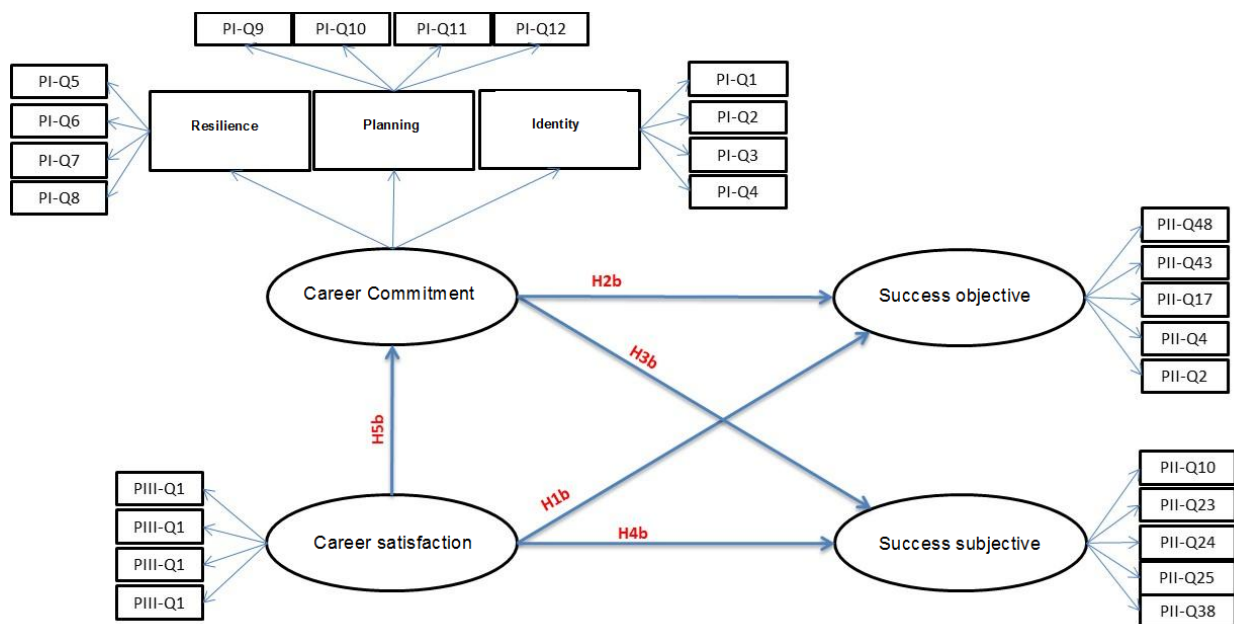 PI-Q9
PI-Q10
PI-Q11
PI-Q12
PI-Q5
PI-Q6
PI-Q7
PI-Q8
Resilience
Planning
Identity
PI-Q1
PI-Q2
PI-Q3
PI-Q4
Career Commitment
H2b
Success objective
PII-Q48
PII-Q43
PII-Q17
PII-Q4
PII-Q2
H3b
H5b
H1b
PIII-Q1
PIII-Q1
PIII-Q1
PIII-Q1
Career satisfaction
H4b
Success subjective
PII-Q10
PII-Q23
PII-Q24
PII-Q25
PII-Q38